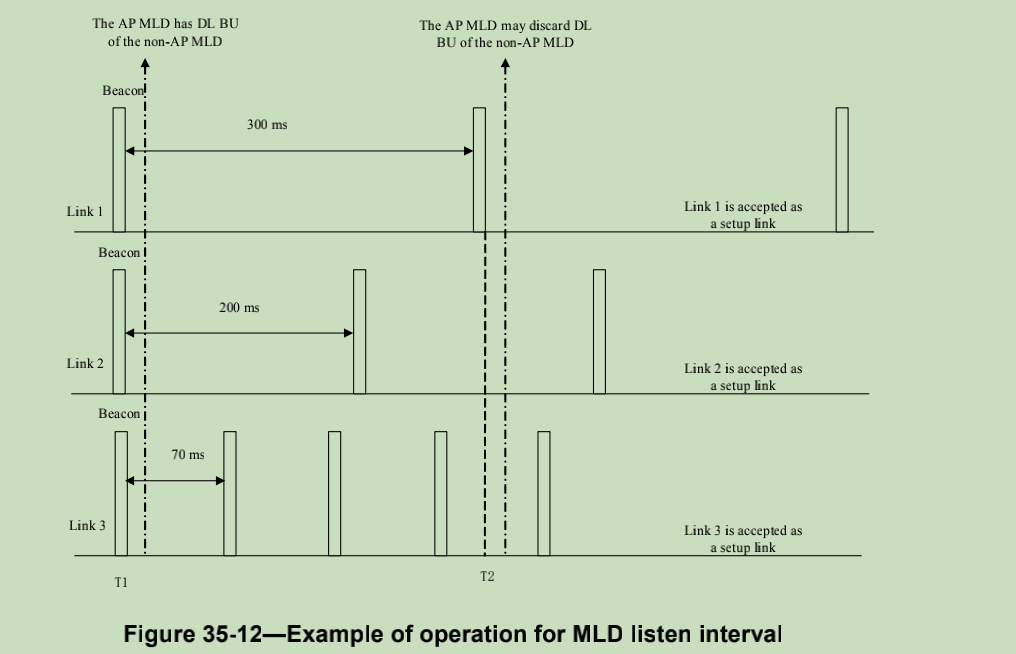 The AP MLD has DL BU
of the non-AP MLD
The AP MLD may discard DL
BU of the non-AP MLD
Beacon
300 ms
Link 1
Link 1 is accepted as
a setup link
Beacon
200 ms
Link 2
Link 2 is accepted as
a setup link
Beacon
70 ms
Link 3
Link 3 is accepted as
a setup link
T1
T2
Figure 35-12—Example of operation for MLD listen interval